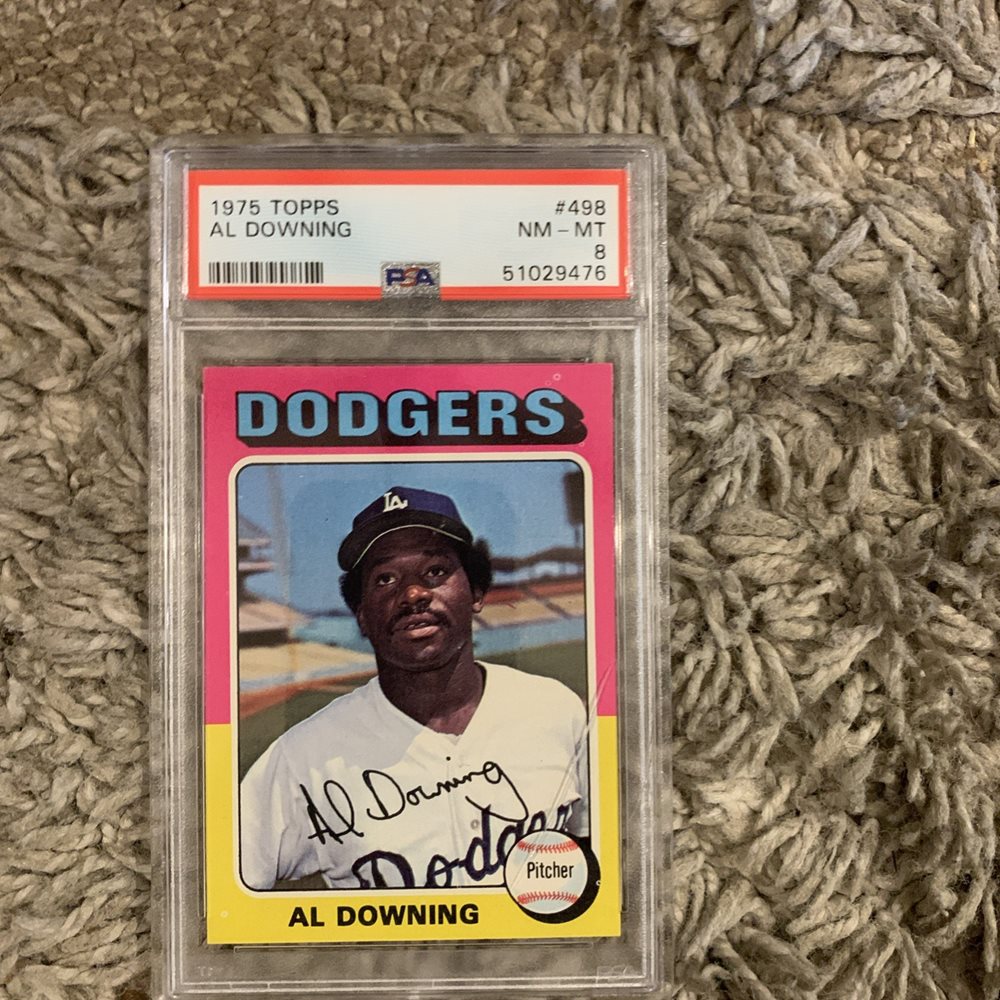 1975 TOPPS #498
AL DOWNING NM - MT
8
PSA 51029476
DODGERS
LA
Al Downing
Dodgers
Pitcher
AL DOWNING